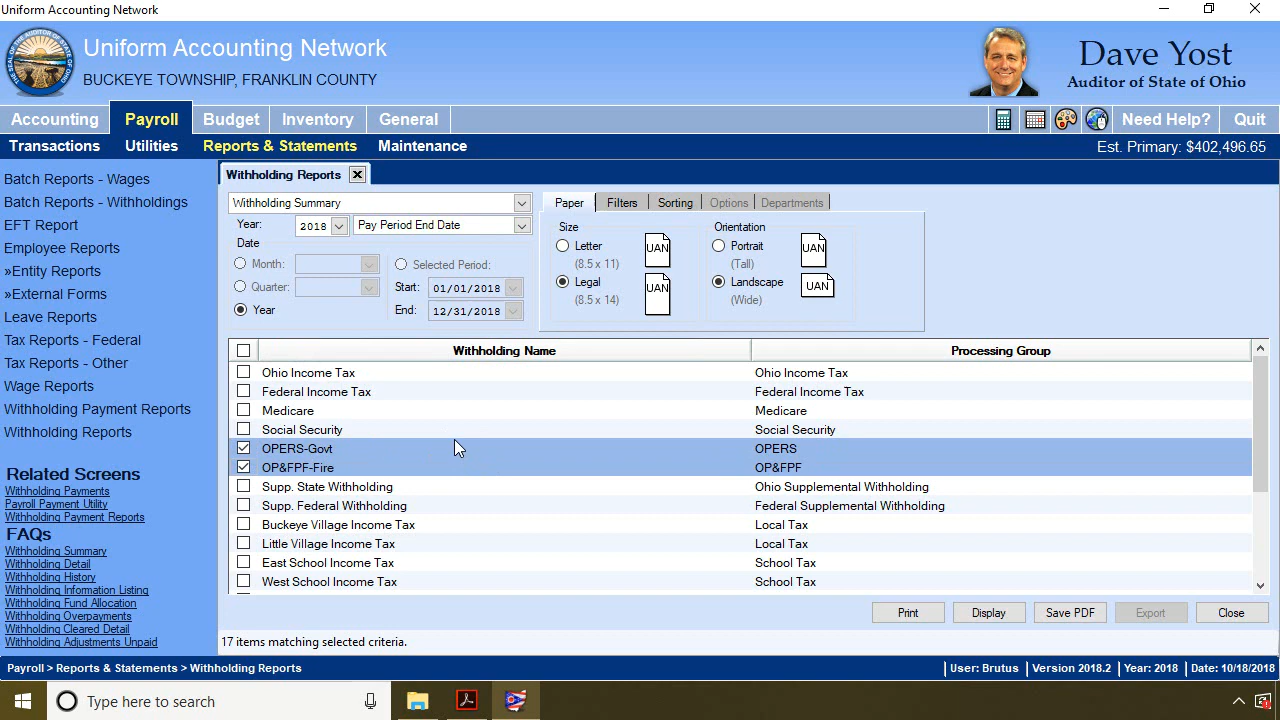 Uniform Accounting Network
Uniform Accounting Network
BUCKEYE TOWNSHIP, FRANKLIN COUNTY
Dave Yost
Auditor of State of Ohio
Accounting Payroll Budget Inventory General Need Help? Quit
Transactions Utilities Reports & Statements Maintenance Est. Primary: $402,496.65
Batch Reports - Wages
Batch Reports - Withholdings
EFT Report
Employee Reports
»Entity Reports
»External Forms
Leave Reports
Tax Reports - Federal
Tax Reports - Other
Wage Reports
Withholding Payment Reports
Withholding Reports
Related Screens
Withholding Payments
Payroll Payment Utility
Withholding Payment Reports
FAQs
Withholding Summary
Withholding Detail
Withholding History
Withholding Information Listing
Withholding Fund Allocation
Withholding Overpayments
Withholding Cleared Detail
Withholding Adjustments Unpaid
Withholding Reports
Withholding Summary
Year: 2018 Pay Period End Date
Date
Month: Selected Period:
Quarter: Start: 01/01/2018
Year End: 12/31/2018
Paper Filters Sorting Options Departments
Size Orientation
Letter UAN Portrait UAN
(8.5 x 11) (Tall)
Legal UAN Landscape UAN
(8.5 x 14) (Wide)
Withholding Name Processing Group
Ohio Income Tax Ohio Income Tax
Federal Income Tax Federal Income Tax
Medicare Medicare
Social Security Social Security
OPERS-Govt OPERS
OP&FPF-Fire OP&FPF
Supp. State Withholding Ohio Supplemental Withholding
Supp. Federal Withholding Federal Supplemental Withholding
Buckeye Village Income Tax Local Tax
Little Village Income Tax Local Tax
East School Income Tax School Tax
West School Income Tax School Tax
Print Display Save PDF Export Close
17 items matching selected criteria.
Payroll > Reports & Statements > Withholding Reports User: Brutus Version 2018.2 Year: 2018 Date: 10/18/2018
Type here to search